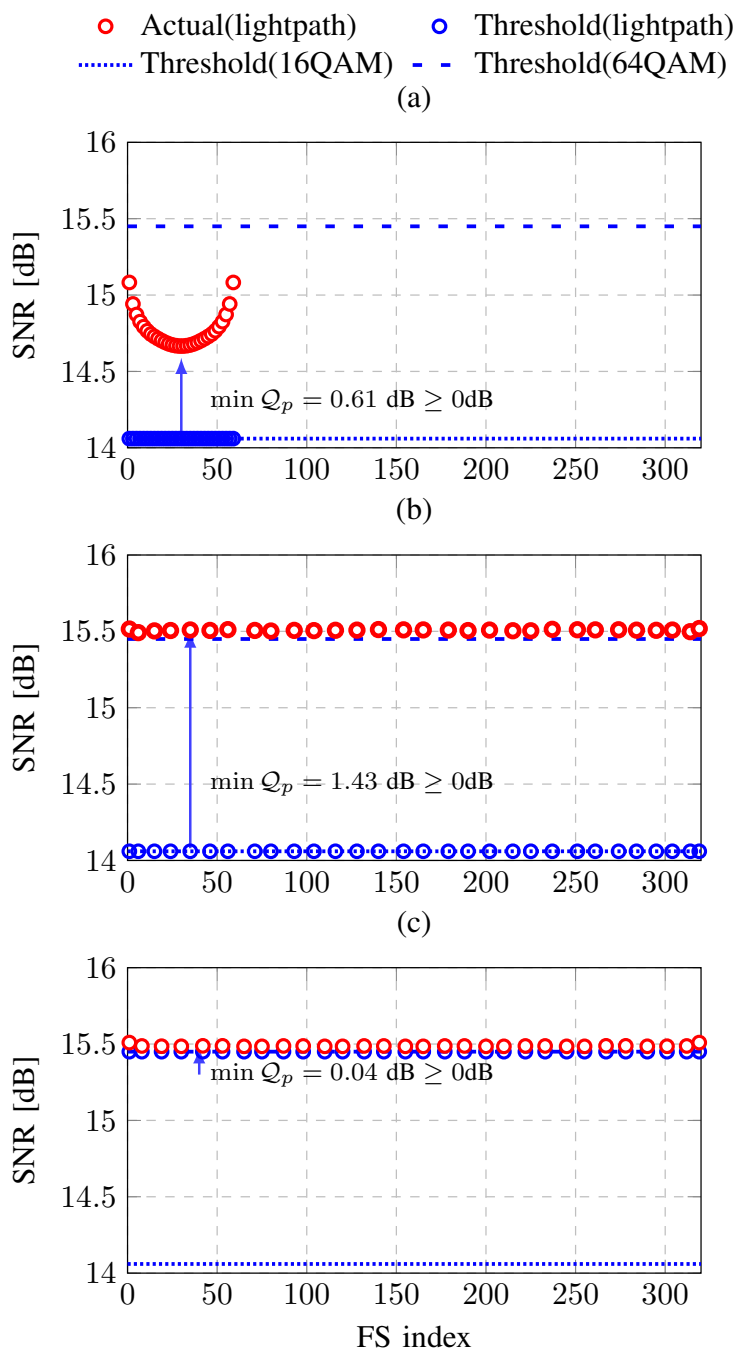 Actual(lightpath) Threshold(lightpath)
Threshold(16QAM) Threshold(64QAM)
(a)
16
15.5
15
14.5
14
SNR [dB]
min Q_p = 0.61 dB ≥ 0dB
0 50 100 150 200 250 300
(b)
16
15.5
15
14.5
14
SNR [dB]
min Q_p = 1.43 dB ≥ 0dB
0 50 100 150 200 250 300
(c)
16
15.5
15
14.5
14
SNR [dB]
min Q_p = 0.04 dB ≥ 0dB
0 50 100 150 200 250 300
FS index